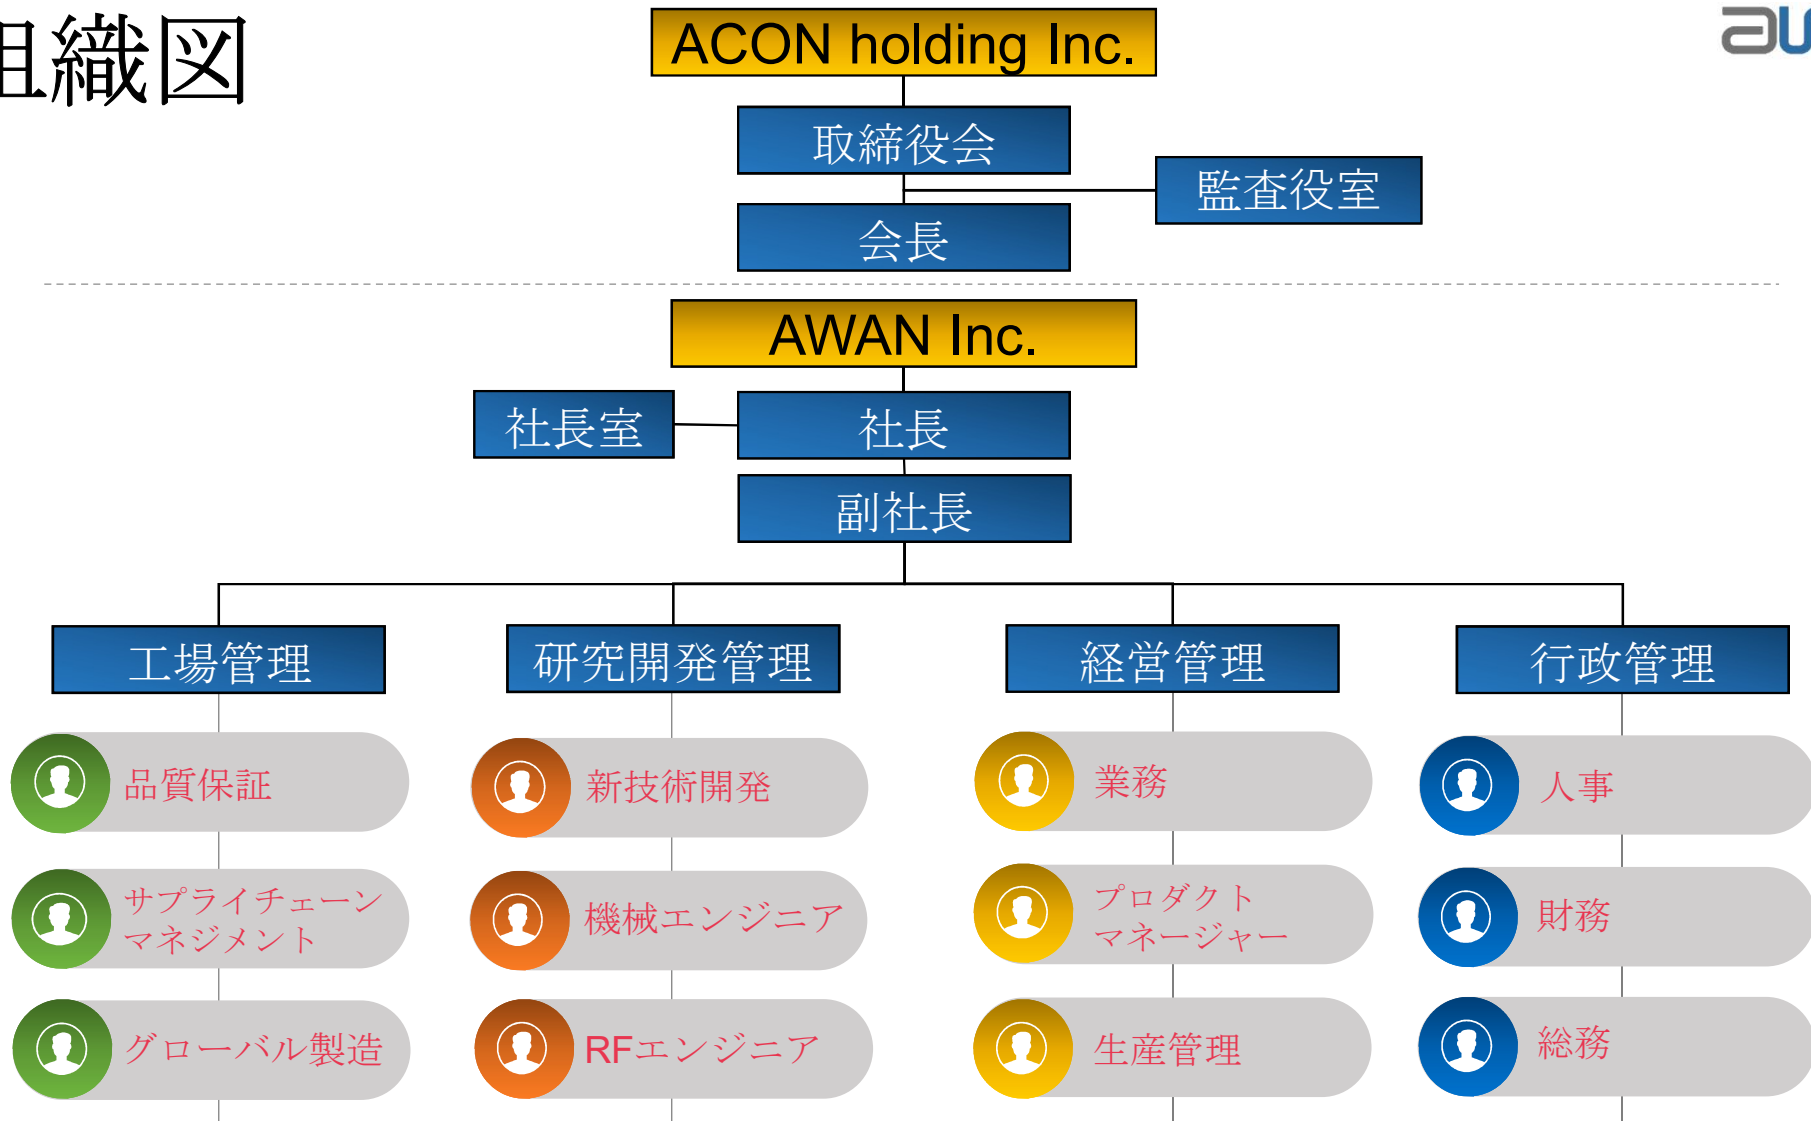 組織図
ACON holding Inc.
取締役会
監査役室
会長
AWAN Inc.
社長室
社長
副社長
工場管理
研究開発管理
経営管理
行政管理
品質保証
新技術開発
業務
人事
サプライチェーン
マネジメント
機械エンジニア
プロダクト
マネージャー
財務
グローバル製造
RFエンジニア
生産管理
総務